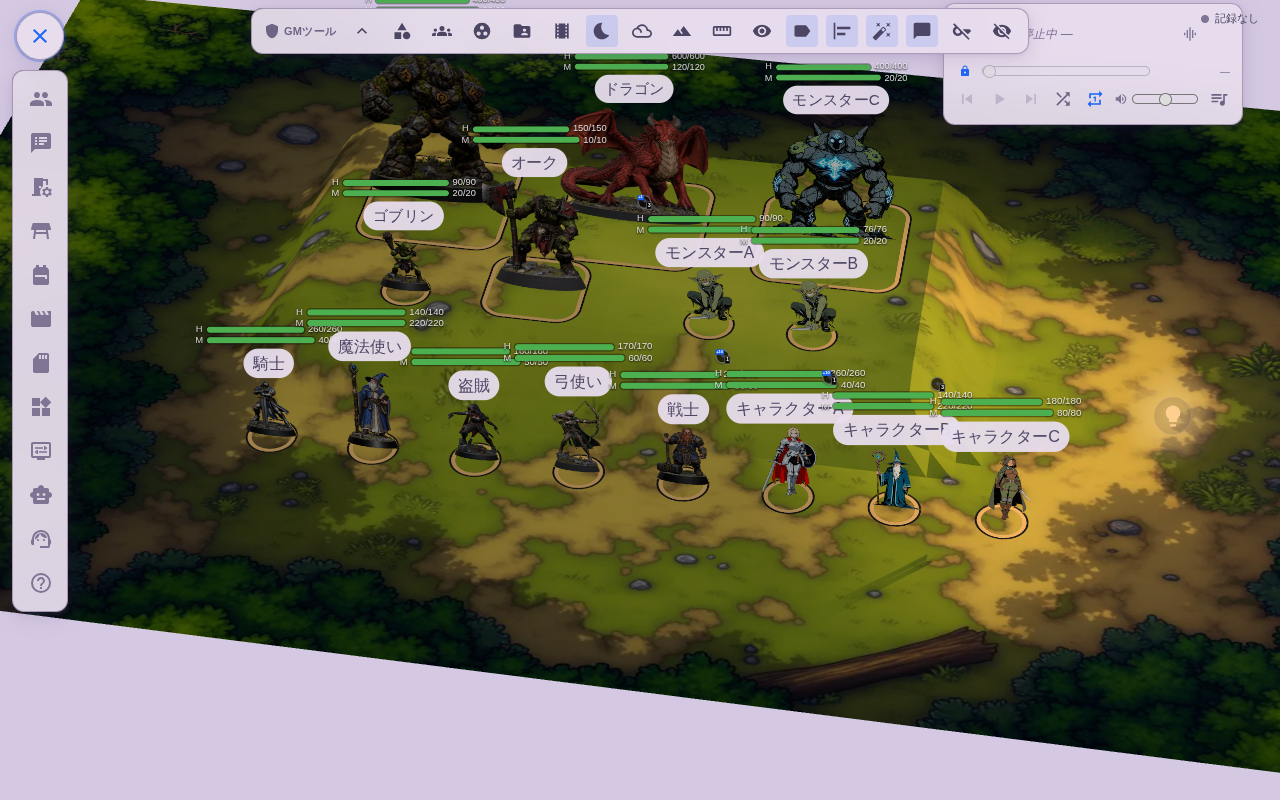 GMツール
記録なし
停止中 —
H 600/600
M 120/120
ドラゴン
H 400/400
M 20/20
モンスターC
H 150/150
M 10/10
オーク
H 90/90
M 20/20
ゴブリン
H 90/90
M
モンスターA
H 76/76
M 20/20
モンスターB
H 260/260
M 40
騎士
H 140/140
M 220/220
魔法使い
M
盗賊
H 170/170
M 60/60
弓使い
H
M
戦士
H 260/260
M 40/40
キャラクター
H 140/140
M 220/220
キャラクターB
H 180/180
M 80/80
キャラクターC